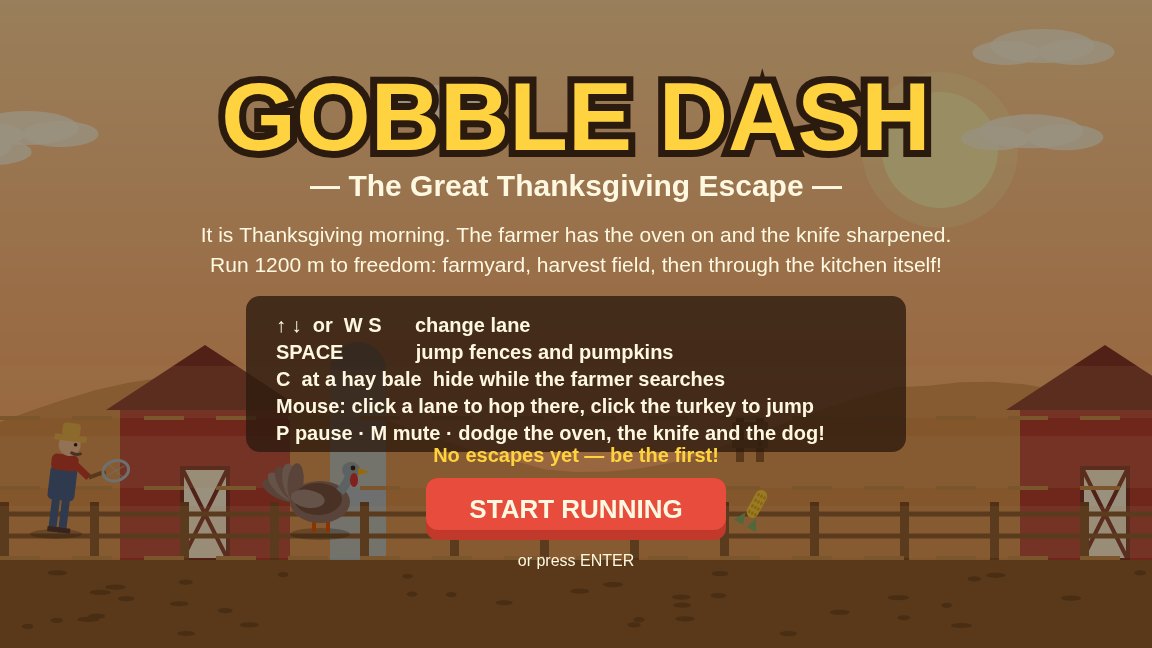 GOBBLE DASH
— The Great Thanksgiving Escape —
It is Thanksgiving morning. The farmer has the oven on and the knife sharpened.
Run 1200 m to freedom: farmyard, harvest field, then through the kitchen itself!
↑ ↓ or W S change lane
SPACE jump fences and pumpkins
C at a hay bale hide while the farmer searches
Mouse: click a lane to hop there, click the turkey to jump
P pause · M mute · dodge the oven, the knife and the dog!
No escapes yet — be the first!
START RUNNING
or press ENTER